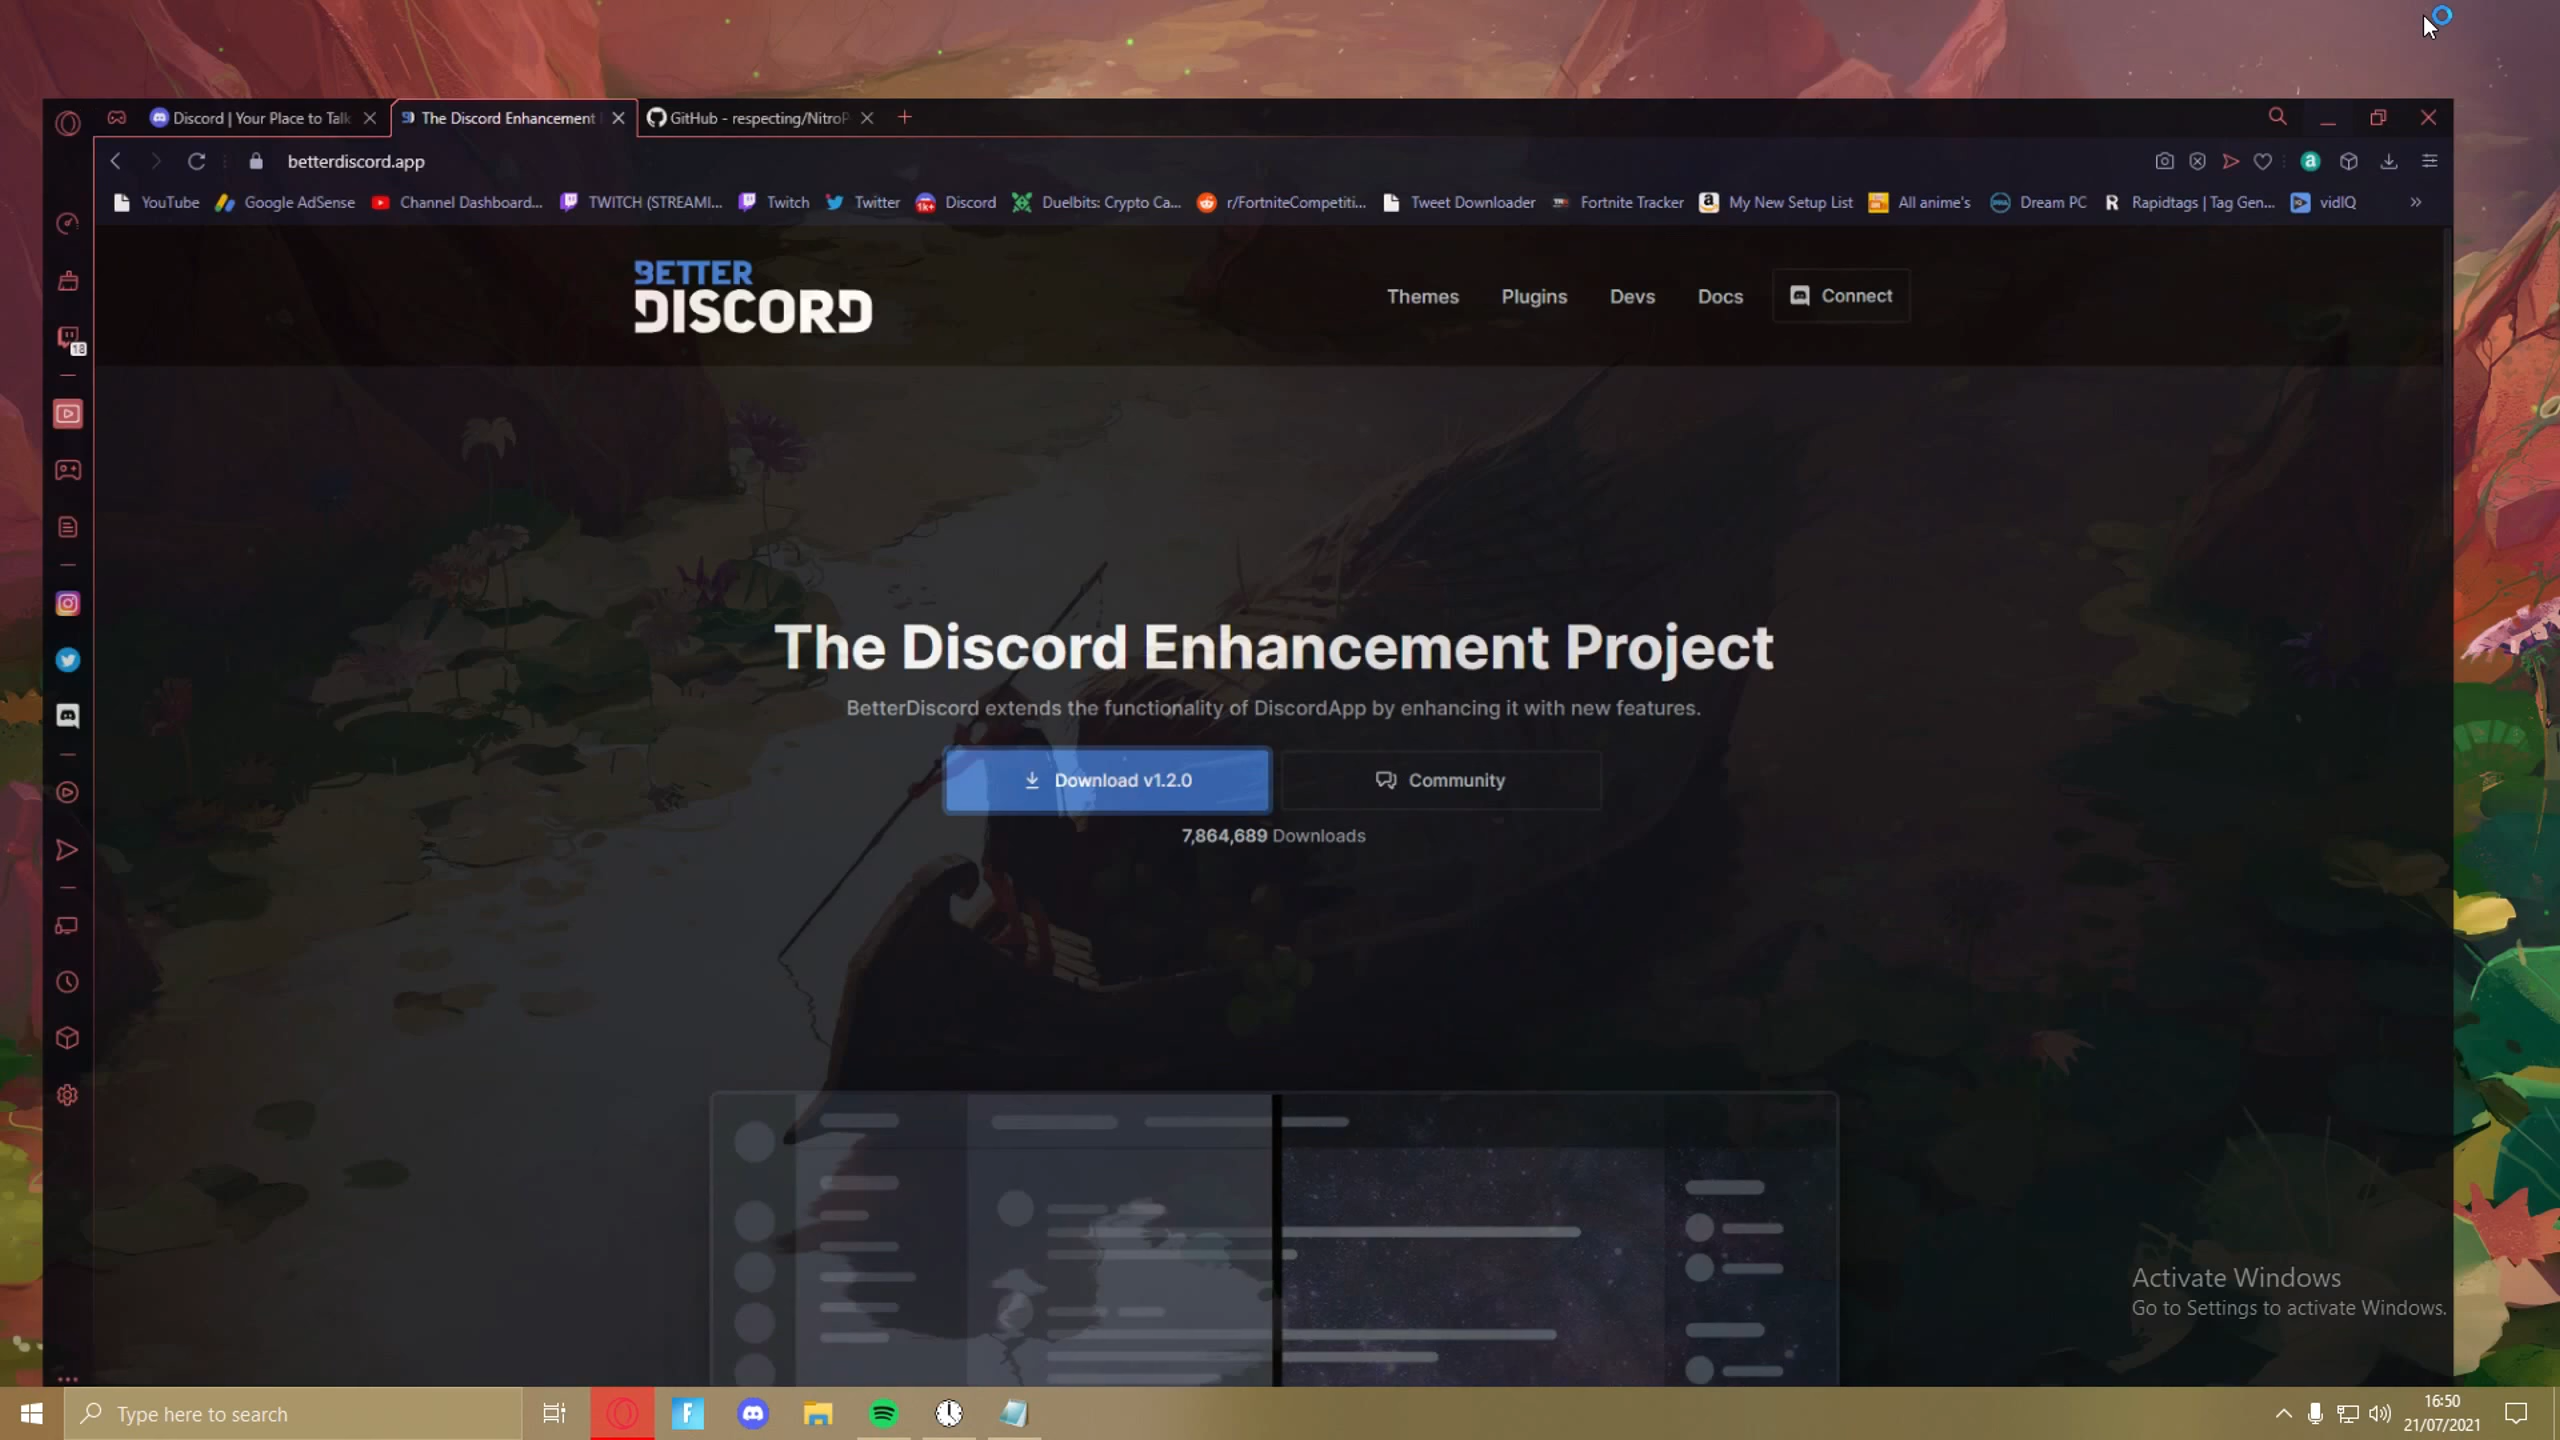 Discord | Your Place to Talk
The Discord Enhancement
GitHub - respecting/NitroP
betterdiscord.app
a
YouTube
Google AdSense
Channel Dashboard...
TWITCH (STREAMI...
Twitch
Twitter
1k+
Discord
Duelbits: Crypto Ca...
r/FortniteCompetiti...
Tweet Downloader
Fortnite Tracker
a
My New Setup List
All anime's
Dream PC
R
Rapidtags | Tag Gen...
vidIQ
»
BETTER
DISCORD
Themes
Plugins
Devs
Docs
Connect
18
The Discord Enhancement Project
BetterDiscord extends the functionality of DiscordApp by enhancing it with new features.
Download v1.2.0
Community
7,864,689 Downloads
Activate Windows
Go to Settings to activate Windows.
Type here to search
F
16:50
21/07/2021